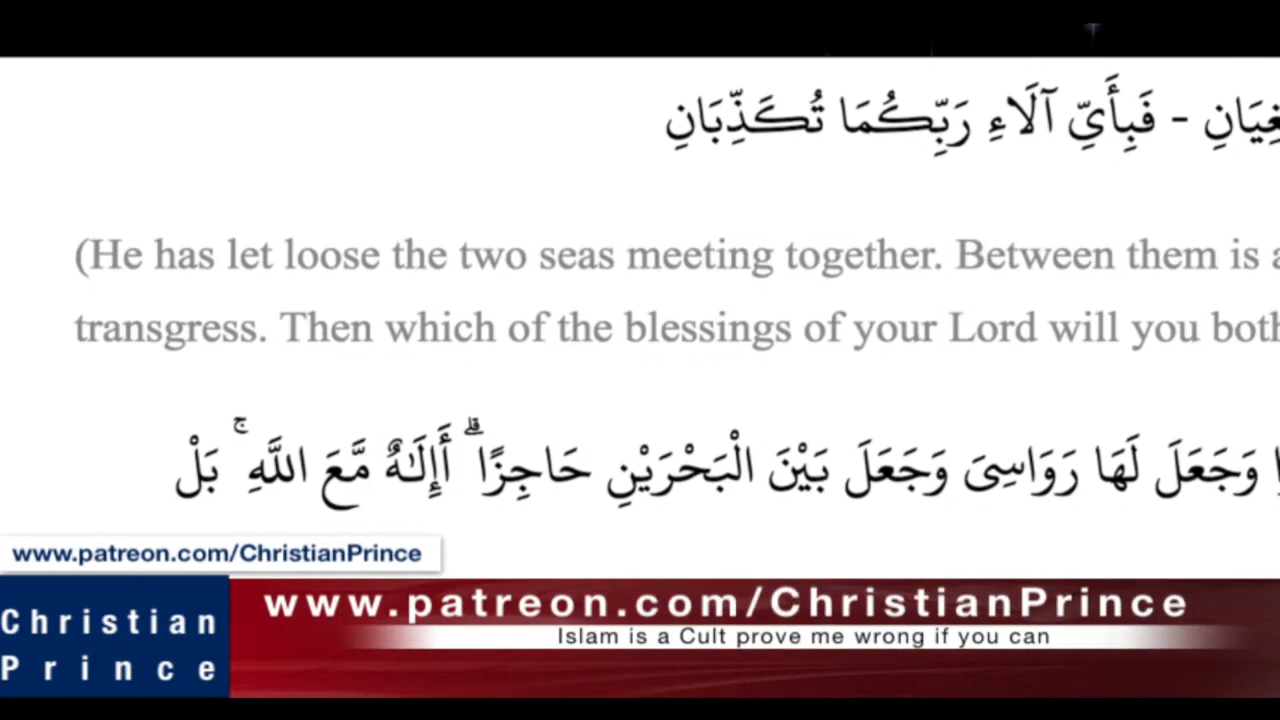 غِيَانِ - فَبِأَيِّ آلَاءِ رَبِّكُمَا تُكَذِّبَانِ
(He has let loose the two seas meeting together. Between them is a
transgress. Then which of the blessings of your Lord will you both
وَجَعَلَ لَهَا رَوَاسِىَ وَجَعَلَ بَيْنَ الْبَحْرَيْنِ حَاجِزًا ۗ أَإِلَـٰهٌ مَّعَ اللَّهِ ۚ بَلْ
www.patreon.com/ChristianPrince
www.patreon.com/ChristianPrince
Islam is a Cult prove me wrong if you can
Christian
Prince